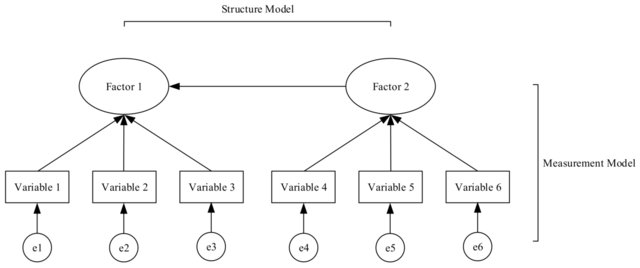 Structure Model
Factor 1
Factor 2
Measurement Model
Variable 1
Variable 2
Variable 3
Variable 4
Variable 5
Variable 6
e1
e2
e3
e4
e5
e6